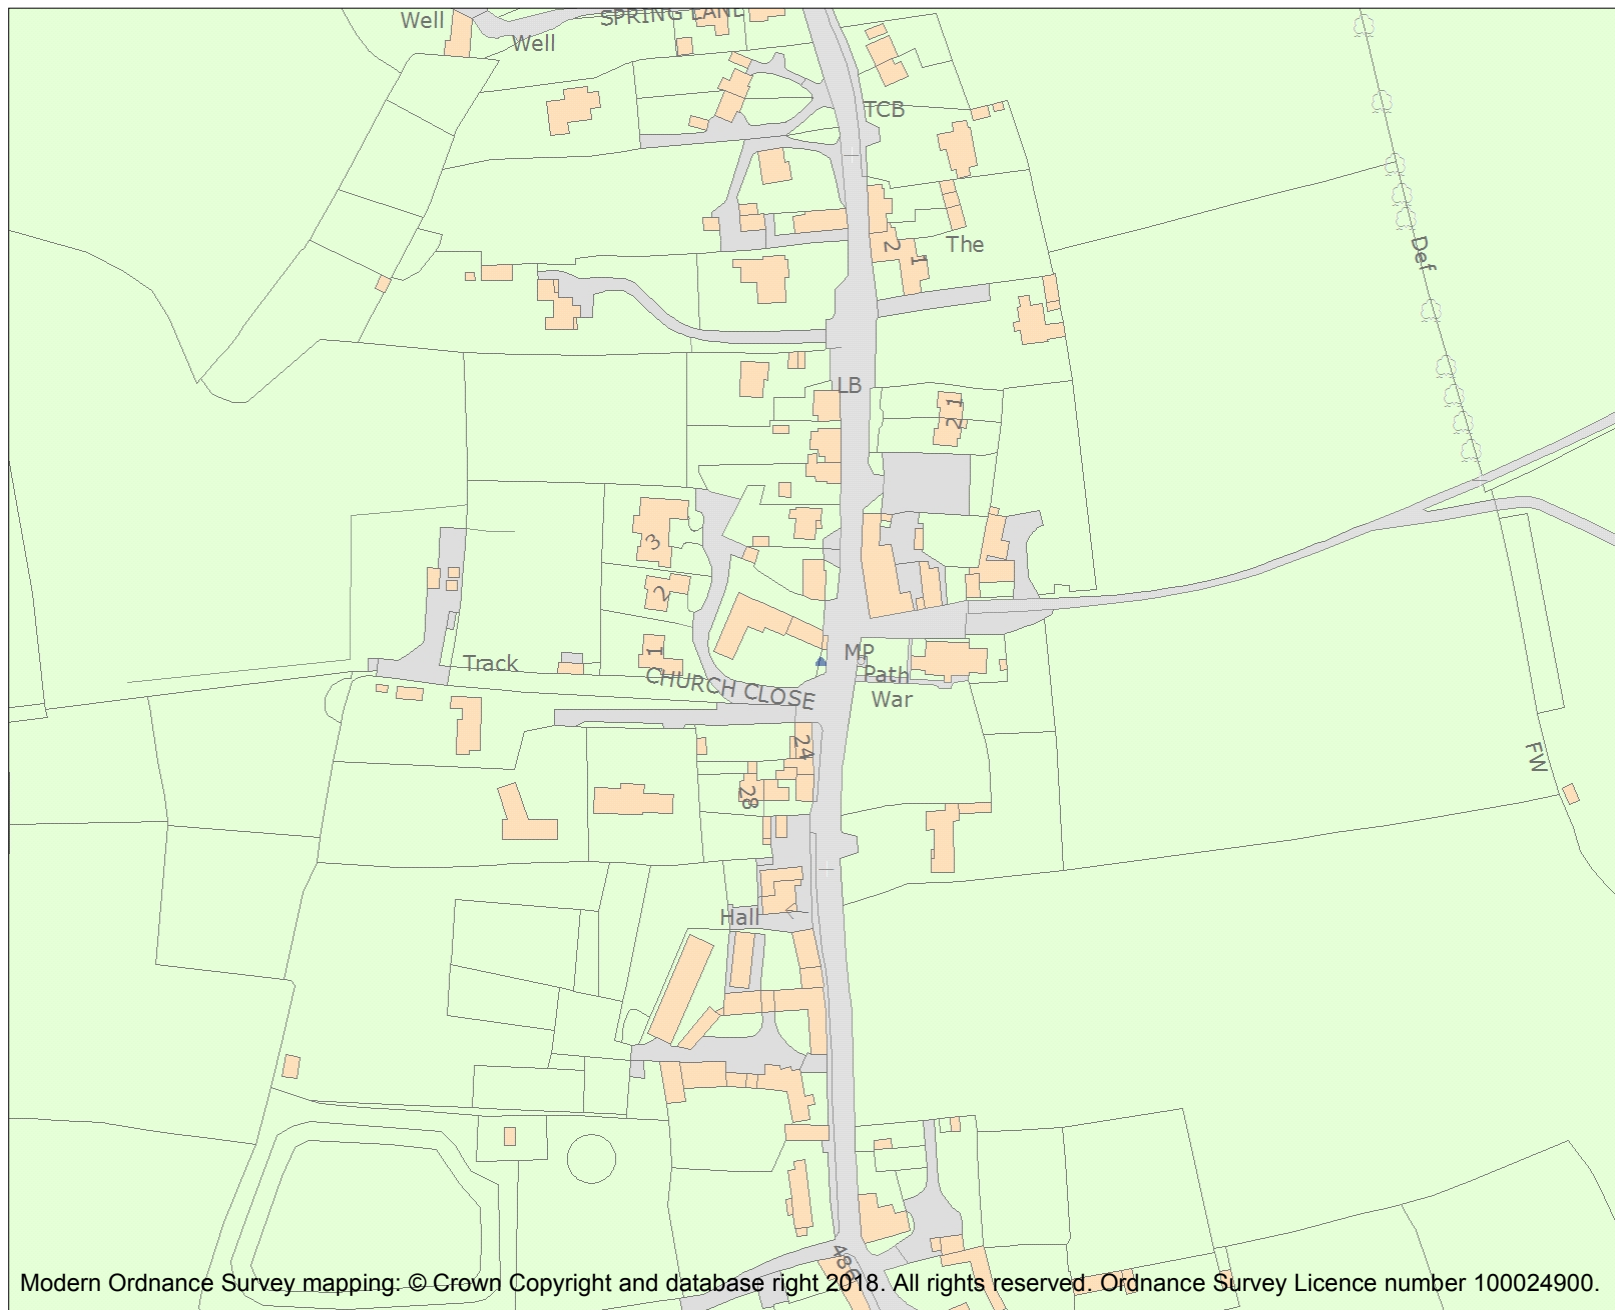 Well
SPRING LANE
Well
TCB
2
1
The
Def
LB
1
2
3
2
1
Track
MP
Path
CHURCH CLOSE
War
24
FW
28
Hall
Modern Ordnance Survey mapping: © Crown Copyright and database right 2018. All rights reserved. Ordnance Survey Licence number 100024900.